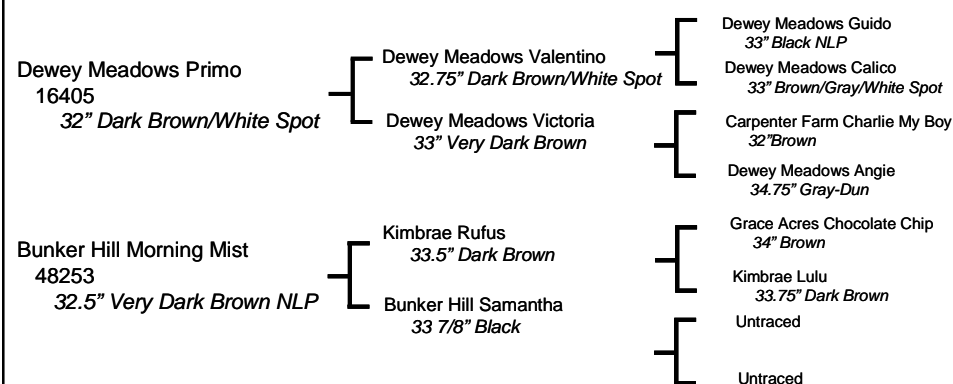 Dewey Meadows Primo
16405
32” Dark Brown/White Spot
Dewey Meadows Valentino
32.75” Dark Brown/White Spot
Dewey Meadows Guido
33” Black NLP
Dewey Meadows Calico
33” Brown/Gray/White Spot
Dewey Meadows Victoria
33” Very Dark Brown
Carpenter Farm Charlie My Boy
32”Brown
Dewey Meadows Angie
34.75” Gray-Dun
Bunker Hill Morning Mist
48253
32.5” Very Dark Brown NLP
Kimbrae Rufus
33.5” Dark Brown
Grace Acres Chocolate Chip
34” Brown
Kimbrae Lulu
33.75” Dark Brown
Bunker Hill Samantha
33 7/8” Black
Untraced
Untraced